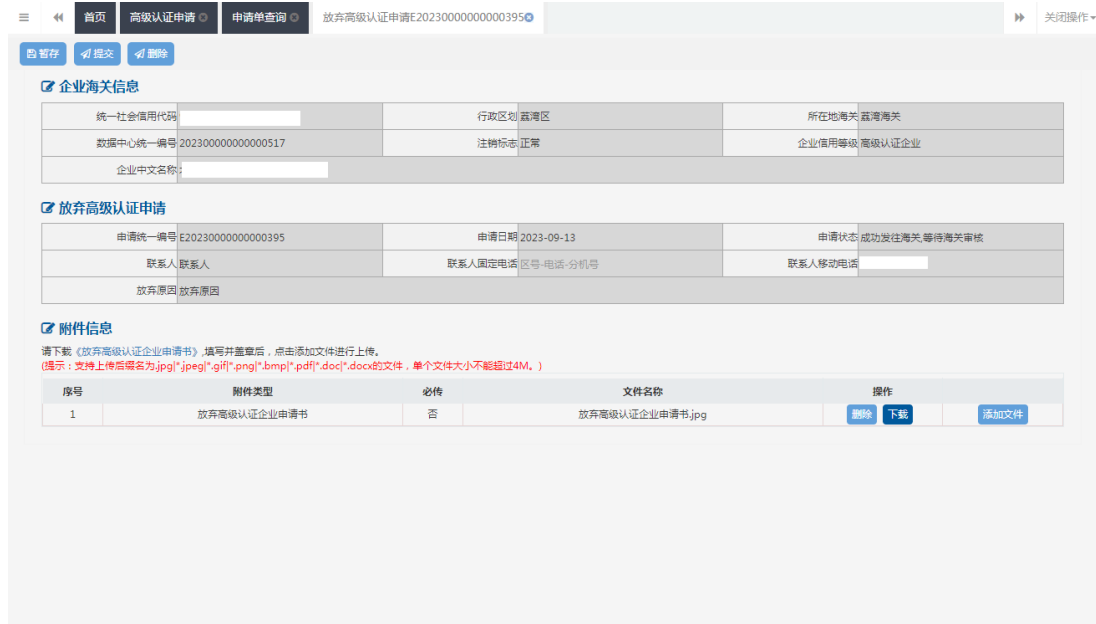 首页 高级认证申请 申请单查询 放弃高级认证申请E20230000000000395 关闭操作
暂存 提交 删除
企业海关信息
统一社会信用代码 行政区划 荔湾区 所在地海关 荔湾海关
数据中心统一编号 202300000000000517 注销标志 正常 企业信用等级 高级认证企业
企业中文名称
放弃高级认证申请
申请统一编号 E20230000000000395 申请日期 2023-09-13 申请状态 成功发往海关,等待海关审核
联系人 联系人 联系人固定电话 区号-电话-分机号 联系人移动电话
放弃原因 放弃原因
附件信息
请下载《放弃高级认证企业申请书》,填写并盖章后，点击添加文件进行上传。
(提示：支持上传后缀名为.jpg|*.jpeg|*.gif|*.png|*.bmp|*.pdf|*.doc|*.docx的文件，单个文件大小不能超过4M。)
序号 附件类型 必传 文件名称 操作
1 放弃高级认证企业申请书 否 放弃高级认证企业申请书.jpg 删除 下载 添加文件